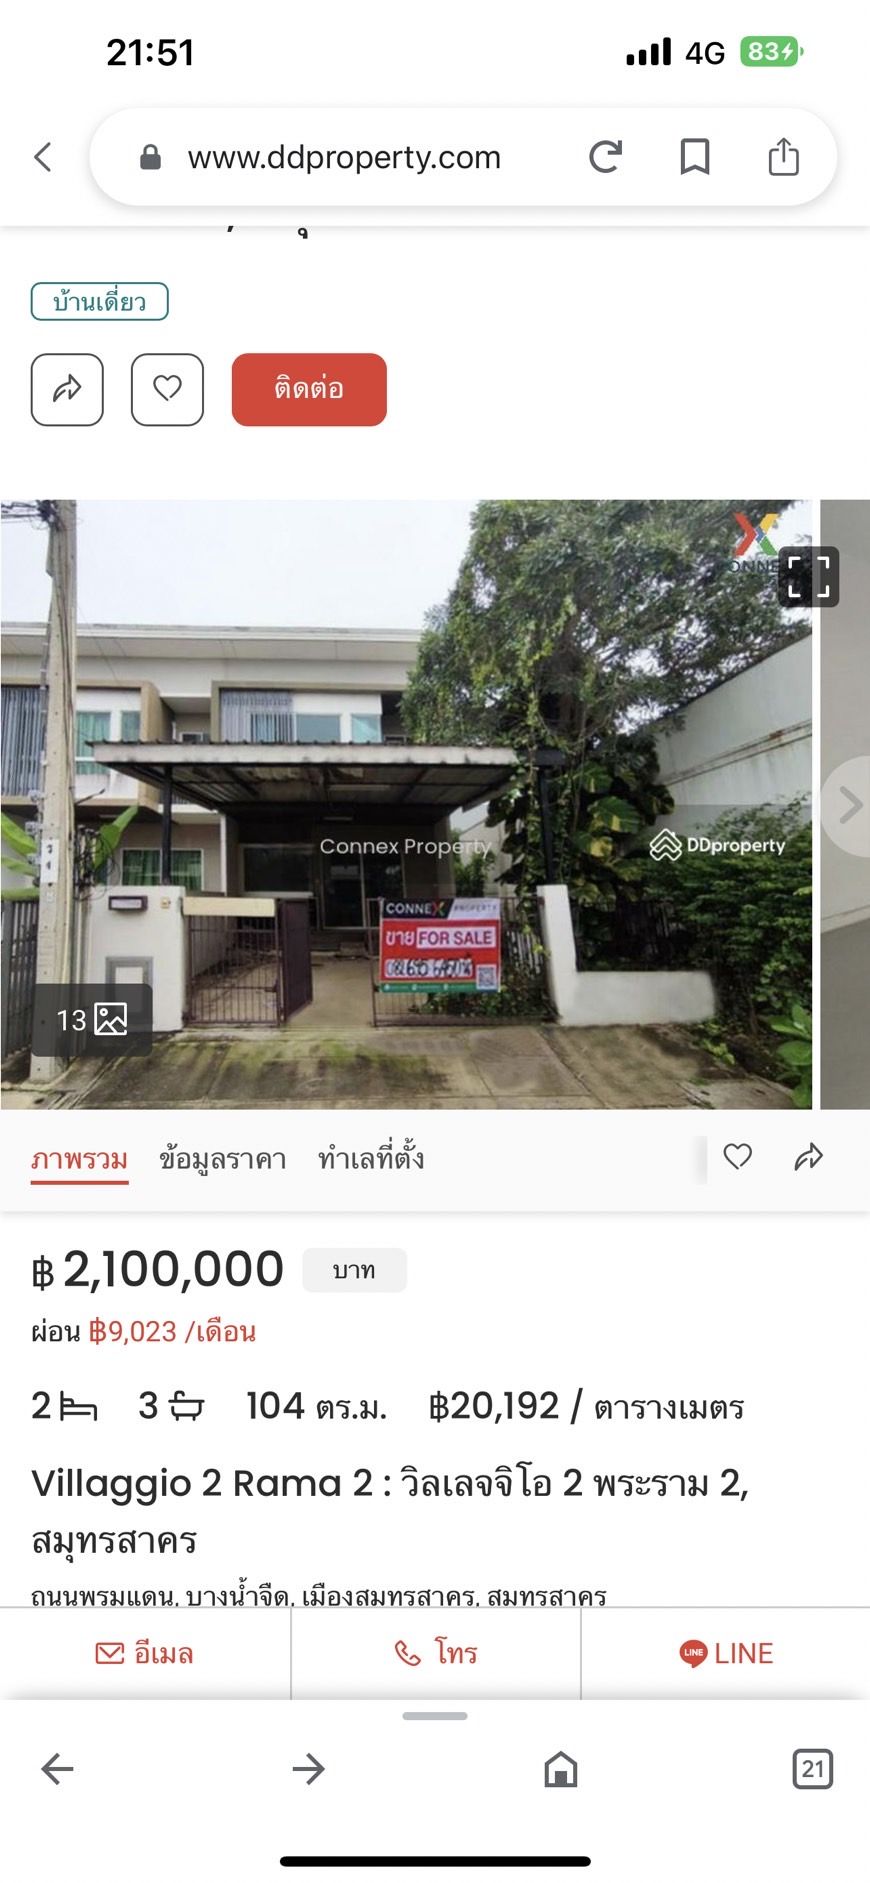 21:51
4G
83
www.ddproperty.com
บ้านเดี่ยว
ติดต่อ
Connex Property
DDproperty
CONNEX PROPERTY
ขาย FOR SALE
13
ภาพรวม ข้อมูลราคา ทำเลที่ตั้ง
฿ 2,100,000 บาท
ผ่อน ฿9,023 /เดือน
2 3 104 ตร.ม. ฿20,192 / ตารางเมตร
Villaggio 2 Rama 2 : วิลเลจจิโอ 2 พระราม 2,
สมุทรสาคร
ถนนพรมแดน, บางน้ำจืด, เมืองสมุทรสาคร, สมุทรสาคร
อีเมล โทร LINE LINE
21